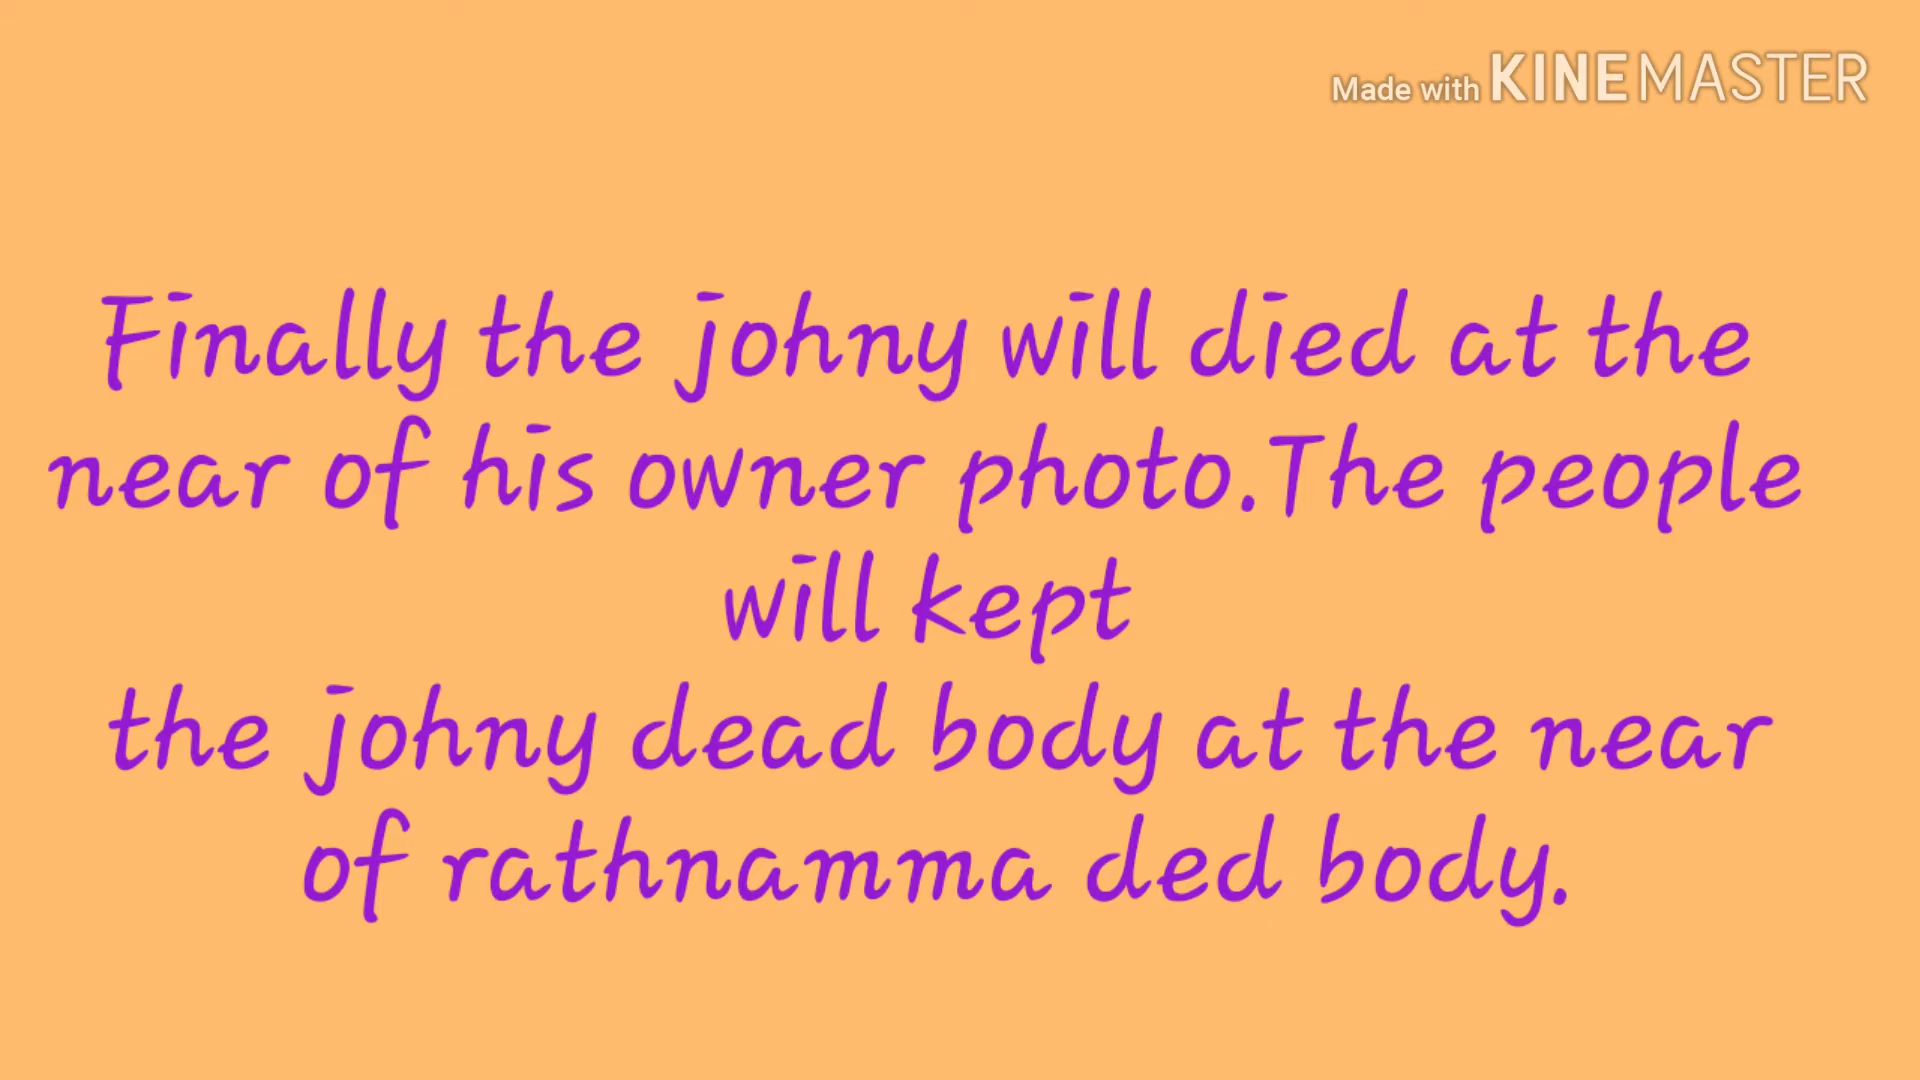 Made with KINEMASTER
Finally the johny will died at the
near of his owner photo.The people
will kept
the johny dead body at the near
of rathnamma ded body.